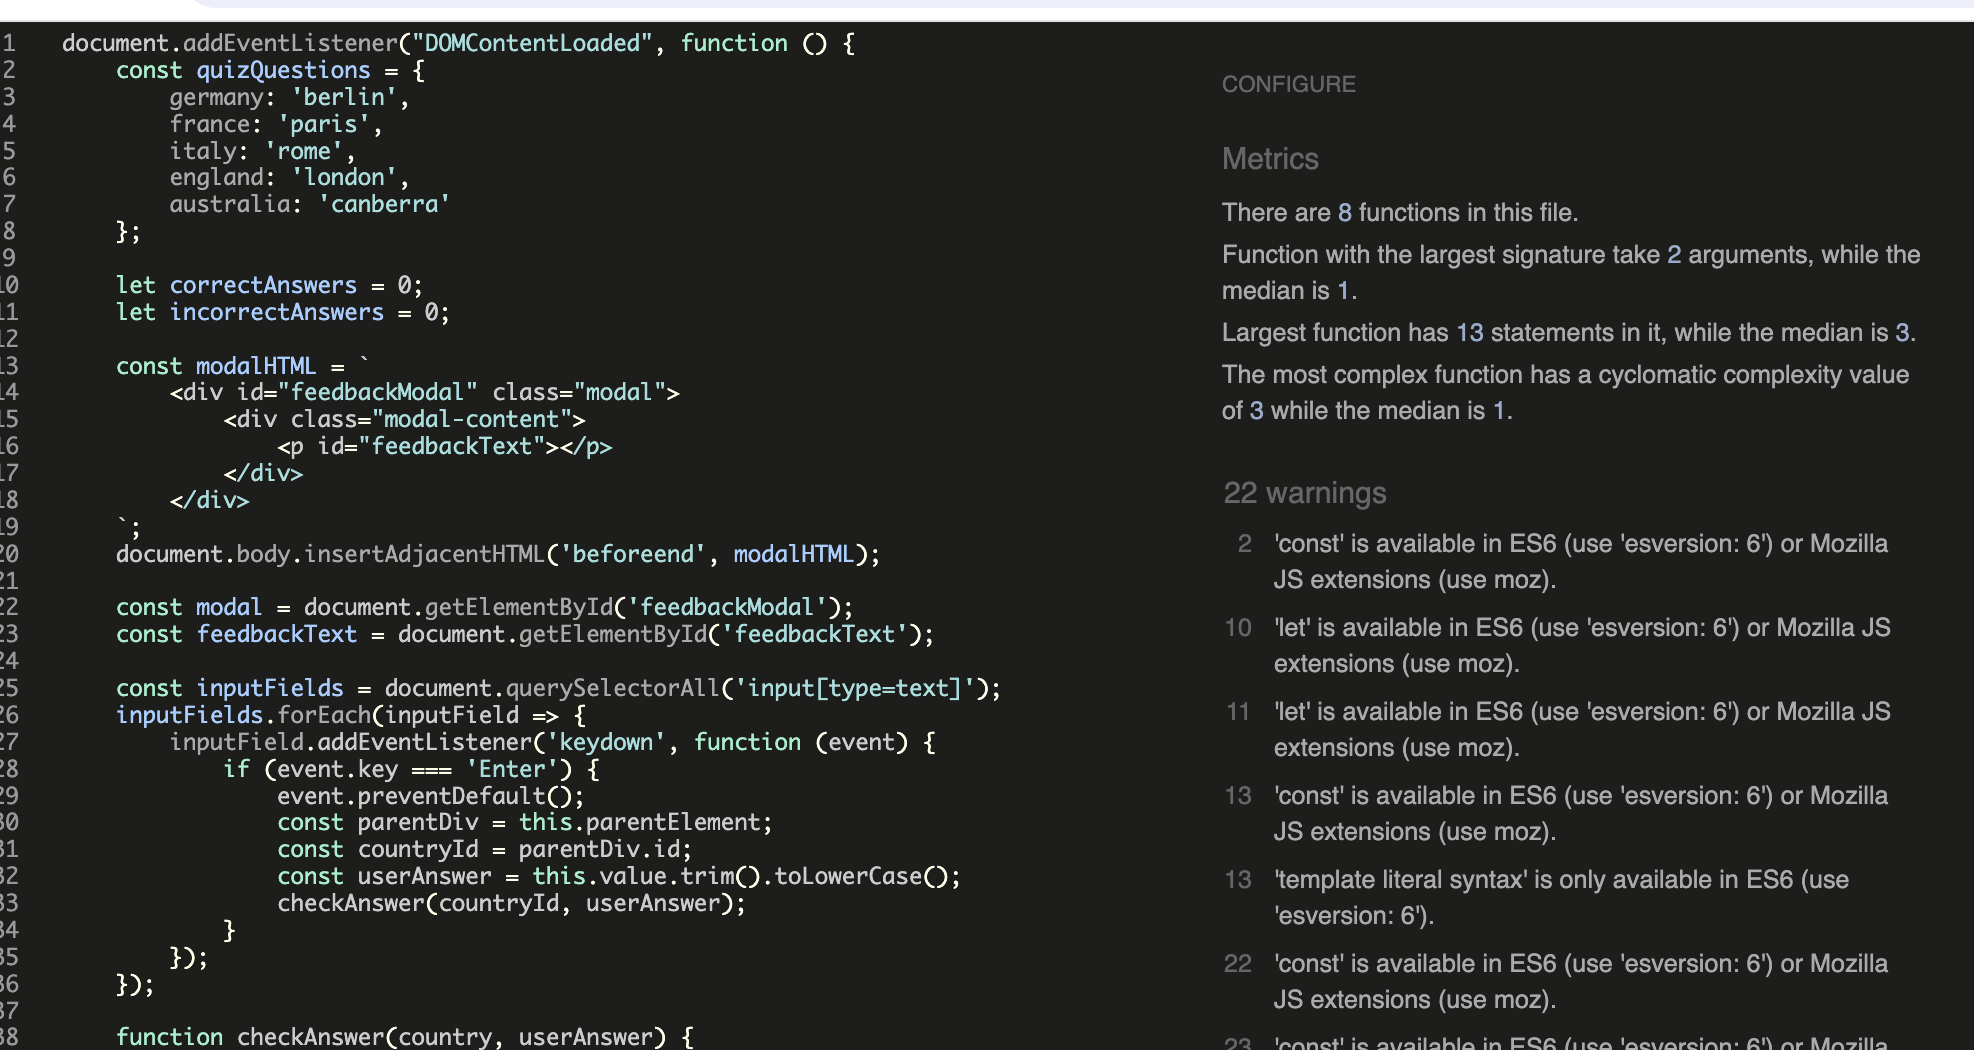 1 document.addEventListener("DOMContentLoaded", function () {
2 const quizQuestions = {
3 germany: 'berlin',
4 france: 'paris',
5 italy: 'rome',
6 england: 'london',
7 australia: 'canberra'
8 };
9
10 let correctAnswers = 0;
11 let incorrectAnswers = 0;
12
13 const modalHTML = `
14 <div id="feedbackModal" class="modal">
15 <div class="modal-content">
16 <p id="feedbackText"></p>
17 </div>
18 </div>
19 `;
20 document.body.insertAdjacentHTML('beforeend', modalHTML);
21
22 const modal = document.getElementById('feedbackModal');
23 const feedbackText = document.getElementById('feedbackText');
24
25 const inputFields = document.querySelectorAll('input[type=text]');
26 inputFields.forEach(inputField => {
27 inputField.addEventListener('keydown', function (event) {
28 if (event.key === 'Enter') {
29 event.preventDefault();
30 const parentDiv = this.parentElement;
31 const countryId = parentDiv.id;
32 const userAnswer = this.value.trim().toLowerCase();
33 checkAnswer(countryId, userAnswer);
34 }
35 });
36 });
37
38 function checkAnswer(country, userAnswer) {
CONFIGURE
Metrics
There are 8 functions in this file.
Function with the largest signature take 2 arguments, while the
median is 1.
Largest function has 13 statements in it, while the median is 3.
The most complex function has a cyclomatic complexity value
of 3 while the median is 1.
22 warnings
2 'const' is available in ES6 (use 'esversion: 6') or Mozilla
JS extensions (use moz).
10 'let' is available in ES6 (use 'esversion: 6') or Mozilla JS
extensions (use moz).
11 'let' is available in ES6 (use 'esversion: 6') or Mozilla JS
extensions (use moz).
13 'const' is available in ES6 (use 'esversion: 6') or Mozilla
JS extensions (use moz).
13 'template literal syntax' is only available in ES6 (use
'esversion: 6').
22 'const' is available in ES6 (use 'esversion: 6') or Mozilla
JS extensions (use moz).
23 'const' is available in ES6 (use 'esversion: 6') or Mozilla